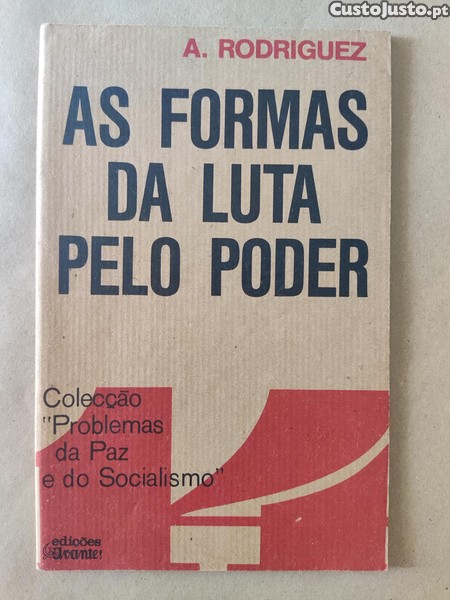 CustoJusto.pt
A. RODRIGUEZ
AS FORMAS
DA LUTA
PELO PODER
Colecção
"Problemas
da Paz
e do Socialismo"
edições
Avante!